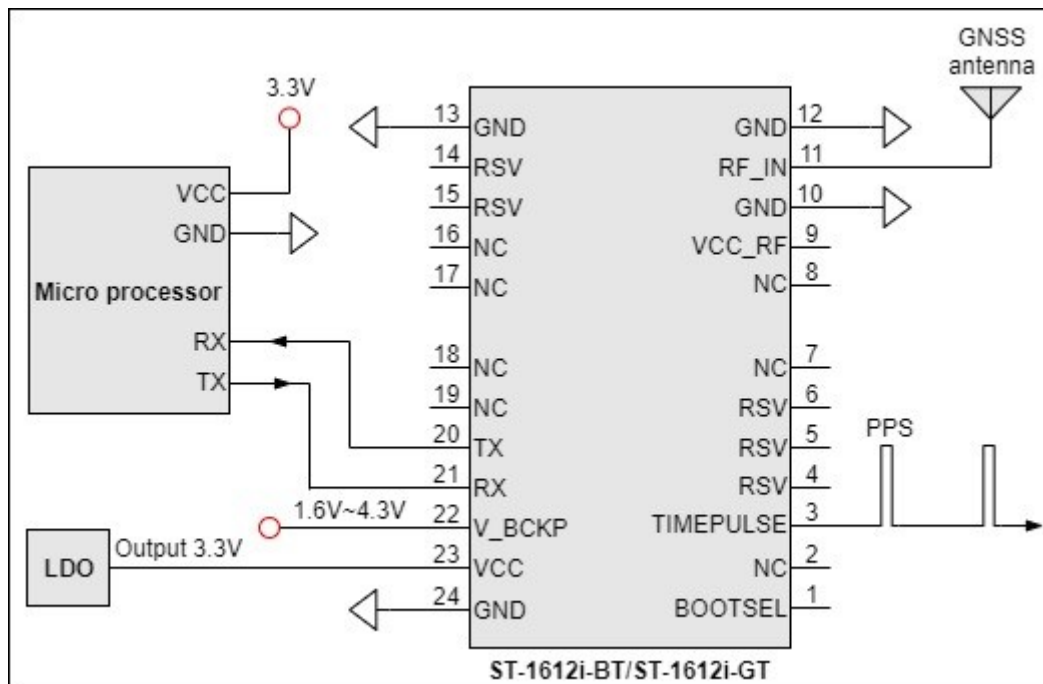 GNSS
antenna
3.3V
VCC
GND
Micro processor
RX
TX
LDO
Output 3.3V
1.6V~4.3V
13 GND
14 RSV
15 RSV
16 NC
17 NC
18 NC
19 NC
20 TX
21 RX
22 V_BCKP
23 VCC
24 GND
GND 12
RF_IN 11
GND 10
VCC_RF 9
NC 8
NC 7
RSV 6
RSV 5
RSV 4
TIMEPULSE 3
NC 2
BOOTSEL 1
PPS
ST-1612i-BT/ST-1612i-GT